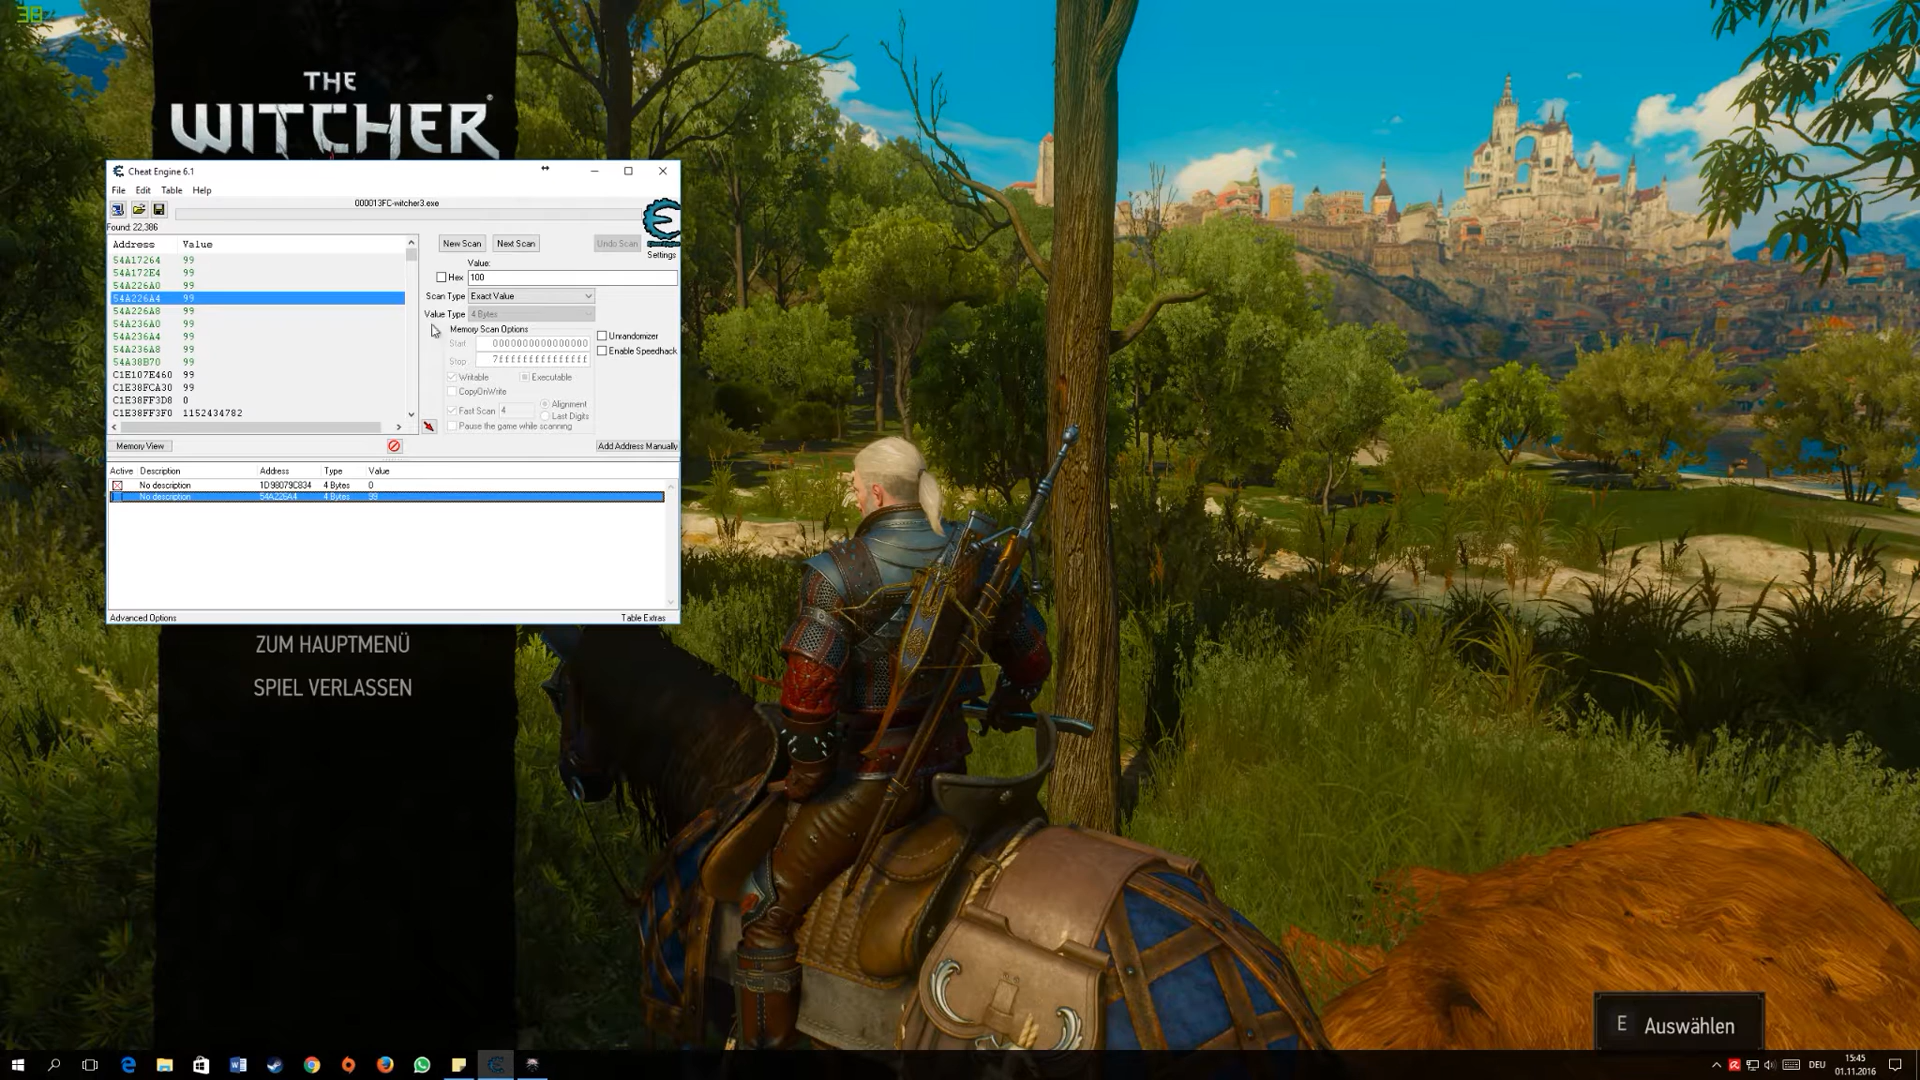 38
THE
WITCHER®
Cheat Engine 6.1
File Edit Table Help
000013FC-witcher3.exe
Found: 22,386
Address Value
54A17264 99
54A172E4 99
54A226A0 99
54A226A4 99
54A226A8 99
54A236A0 99
54A236A4 99
54A236A8 99
54A38B70 99
C1E107E460 99
C1E38FCA30 99
C1E38FF3D8 0
C1E38FF3F0 1152434782
New Scan Next Scan Undo Scan
Cheat Engine
Settings
Value:
Hex 100
Scan Type Exact Value
Value Type 4 Bytes
Memory Scan Options
Start 0000000000000000
Stop 7fffffffffffffff
Writable Executable
CopyOnWrite
Fast Scan 4 Alignment
Last Digits
Pause the game while scanning
Unrandomizer
Enable Speedhack
Memory View Add Address Manually
Active Description Address Type Value
No description 1D98079C834 4 Bytes 0
No description 54A226A4 4 Bytes 99
Advanced Options Table Extras
ZUM HAUPTMENÜ
SPIEL VERLASSEN
E Auswählen
DEU
15:45
01.11.2016